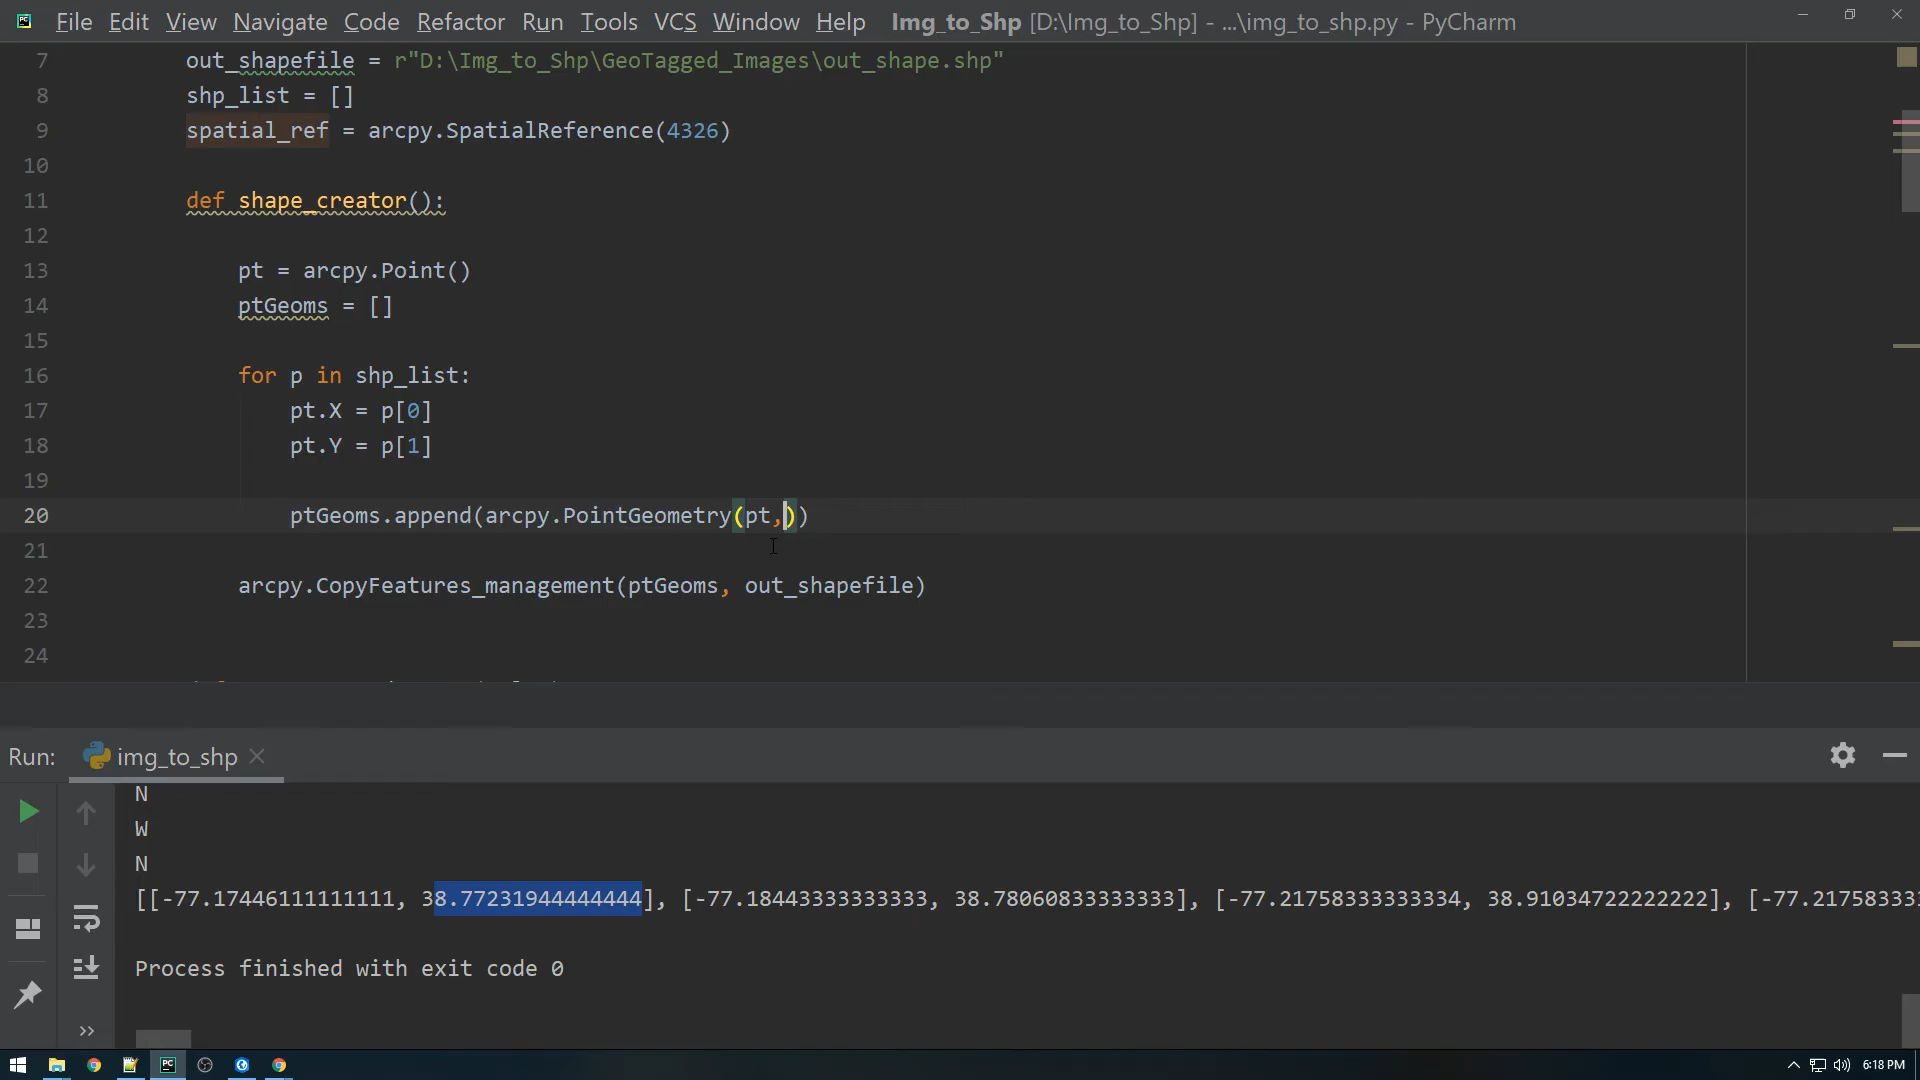 File Edit View Navigate Code Refactor Run Tools VCS Window Help Img_to_Shp [D:\Img_to_Shp] - ...\img_to_shp.py - PyCharm
7 out_shapefile = r"D:\Img_to_Shp\GeoTagged_Images\out_shape.shp"
8 shp_list = []
9 spatial_ref = arcpy.SpatialReference(4326)
10
11 def shape_creator():
12
13 pt = arcpy.Point()
14 ptGeoms = []
15
16 for p in shp_list:
17 pt.X = p[0]
18 pt.Y = p[1]
19
20 ptGeoms.append(arcpy.PointGeometry(pt,))
21
22 arcpy.CopyFeatures_management(ptGeoms, out_shapefile)
23
24
Run: img_to_shp
N
W
N
[[-77.17446111111111, 38.77231944444444], [-77.18443333333333, 38.78060833333333], [-77.21758333333334, 38.91034722222222], [-77.217583333
Process finished with exit code 0
6:18 PM